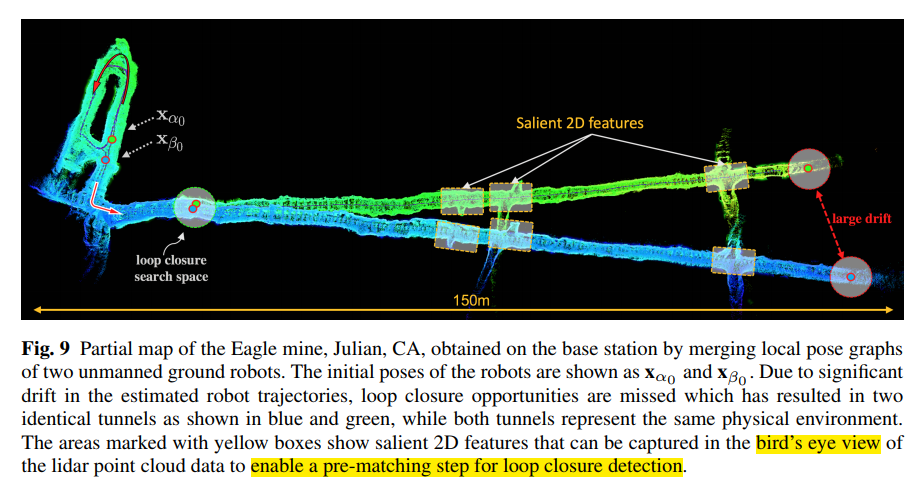 𝐱α0
𝐱β0
Salient 2D features
loop closure
search space
large drift
150m
Fig. 9 Partial map of the Eagle mine, Julian, CA, obtained on the base station by merging local pose graphs
of two unmanned ground robots. The initial poses of the robots are shown as 𝐱α0 and 𝐱β0. Due to significant
drift in the estimated robot trajectories, loop closure opportunities are missed which has resulted in two
identical tunnels as shown in blue and green, while both tunnels represent the same physical environment.
The areas marked with yellow boxes show salient 2D features that can be captured in the bird’s eye view of
the lidar point cloud data to enable a pre-matching step for loop closure detection.